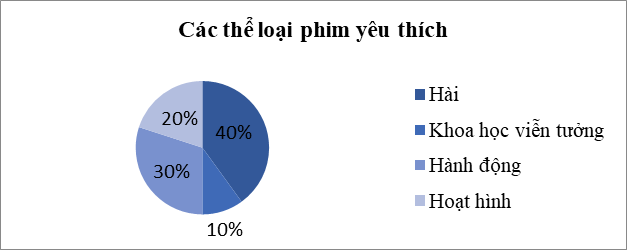 Các thể loại phim yêu thích
20%
40%
30%
10%
Hài
Khoa học viễn tưởng
Hành động
Hoạt hình